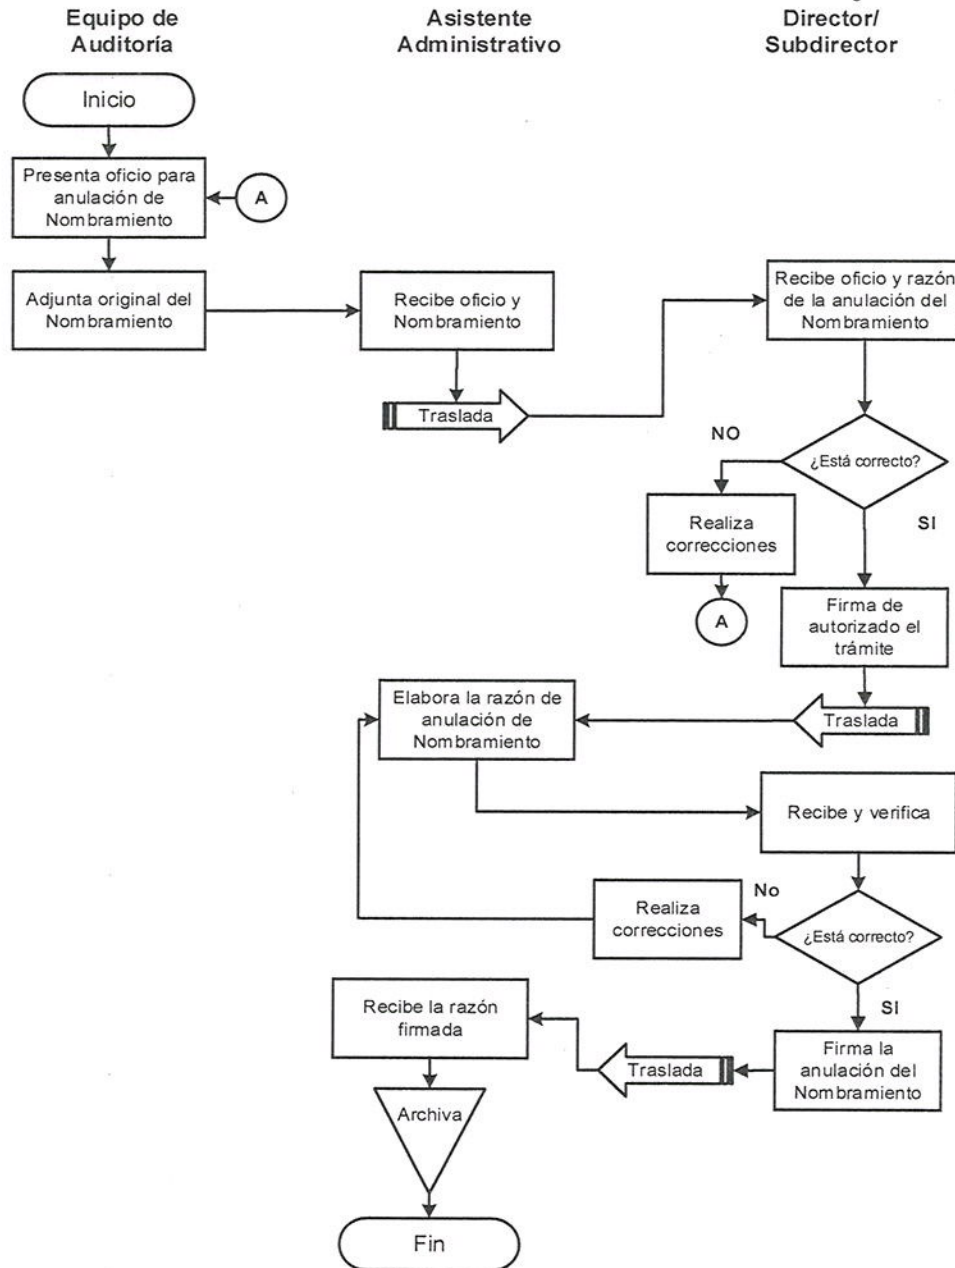 Equipo de
Auditoría
Asistente
Administrativo
Director/
Subdirector
Inicio
Presenta oficio para
anulación de
Nombramiento
A
Adjunta original del
Nombramiento
Recibe oficio y
Nombramiento
Recibe oficio y razón
de la anulación del
Nombramiento
Traslada
NO
¿Está correcto?
Realiza
correcciones
SI
A
Firma de
autorizado el
trámite
Elabora la razón de
anulación de
Nombramiento
Traslada
Recibe y verifica
No
Realiza
correcciones
¿Está correcto?
SI
Recibe la razón
firmada
Firma la
anulación del
Nombramiento
Traslada
Archiva
Fin